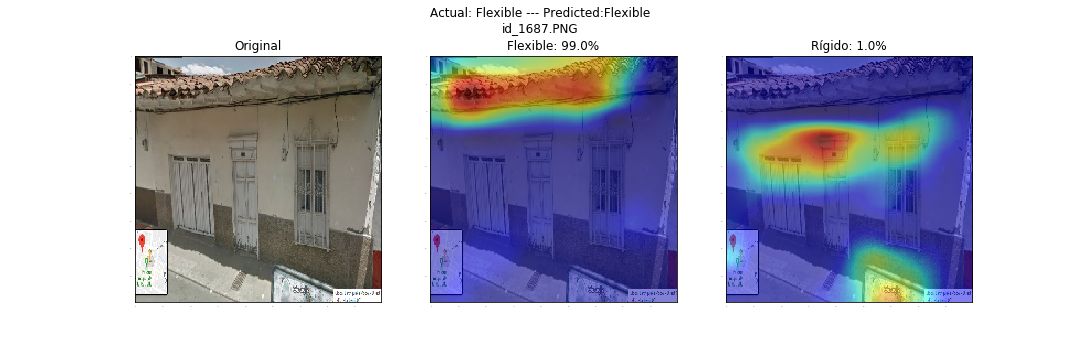 Actual: Flexible --- Predicted:Flexible
id_1687.PNG
Original
Flexible: 99.0%
Rígido: 1.0%